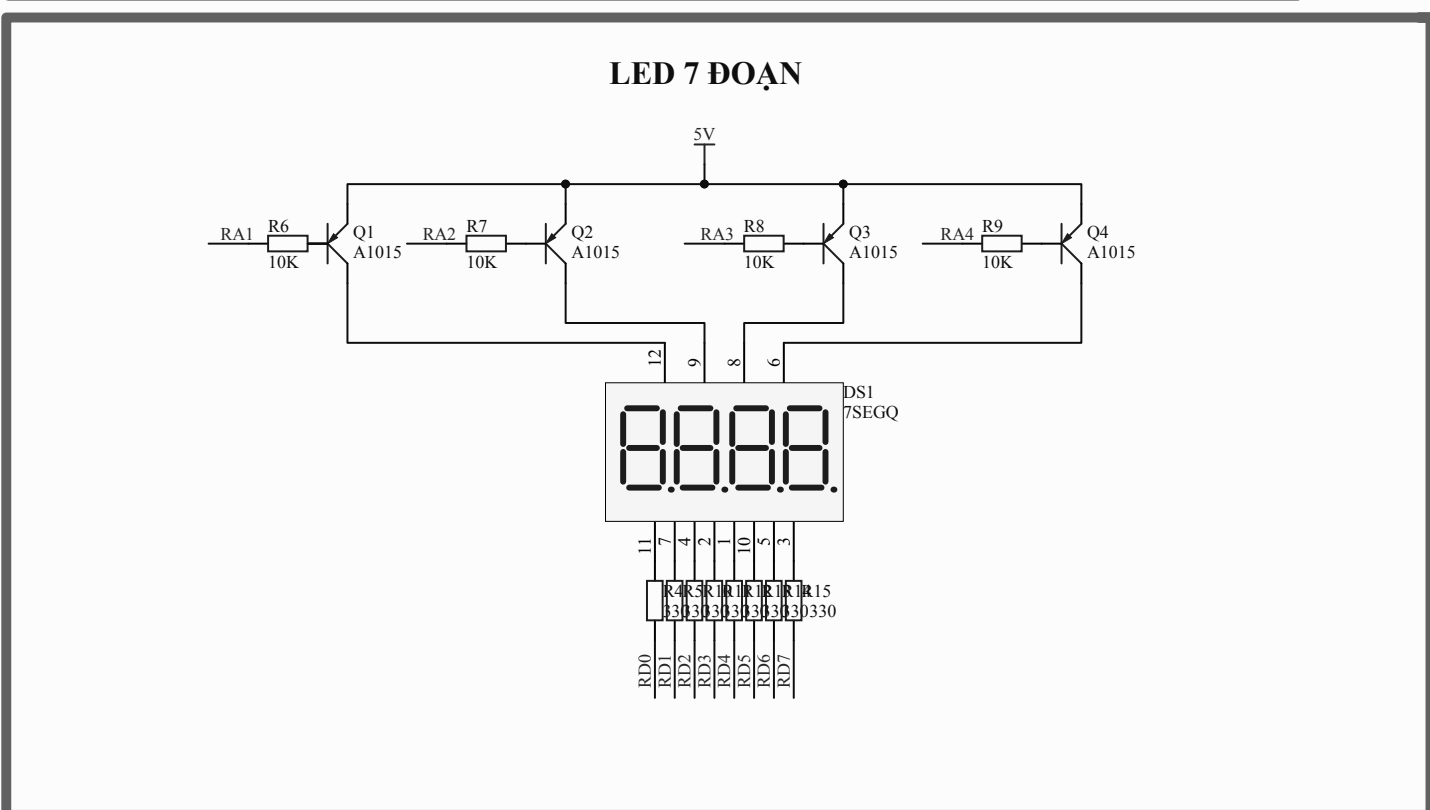 LED 7 ĐOẠN
5V
RA1 R6 10K Q1 A1015
RA2 R7 10K Q2 A1015
RA3 R8 10K Q3 A1015
RA4 R9 10K Q4 A1015
12 9 8 6
DS1
7SEGQ
11 7 4 2 1 10 5 3
R4 R5 R15
330
RD0 RD1 RD2 RD3 RD4 RD5 RD6 RD7